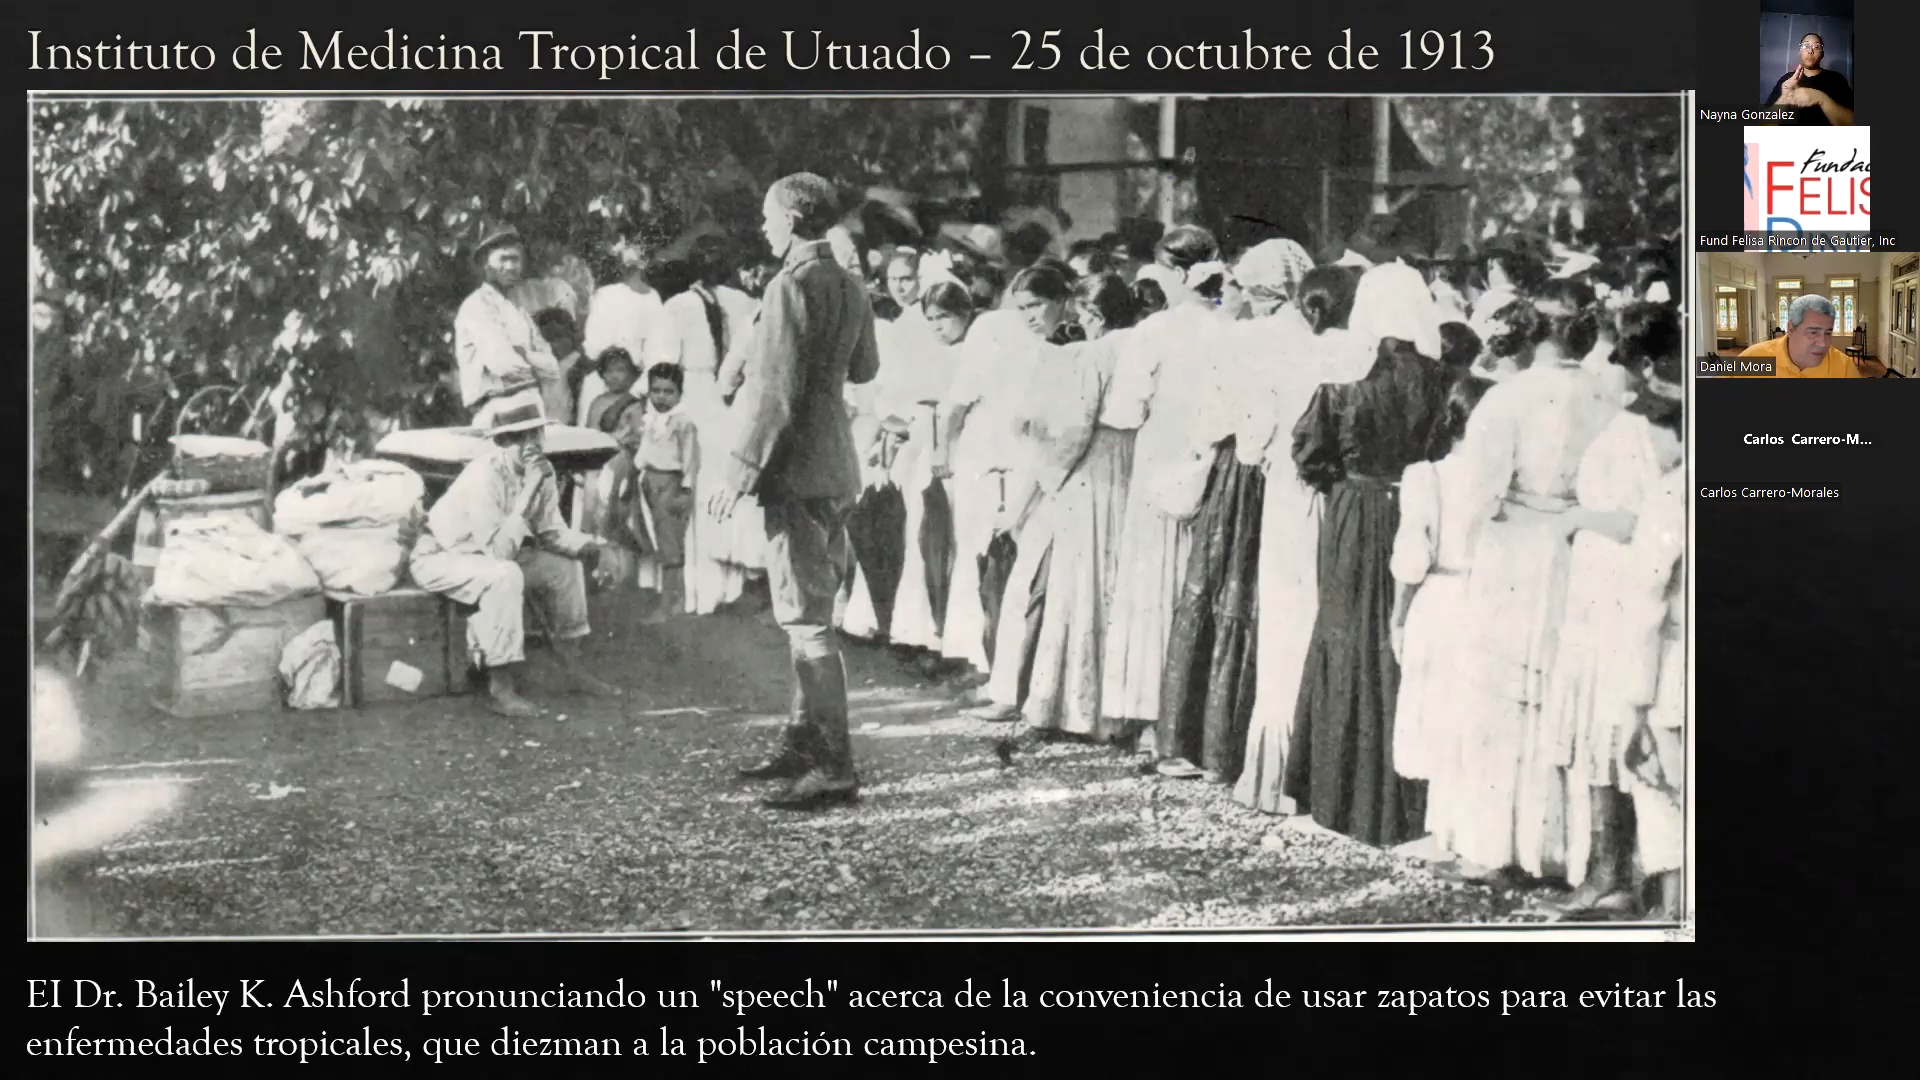 Instituto de Medicina Tropical de Utuado – 25 de octubre de 1913
Nayna Gonzalez
Fundac
FELIS
Fund Felisa Rincon de Gautier, Inc
Daniel Mora
Carlos Carrero-M...
Carlos Carrero-Morales
EI Dr. Bailey K. Ashford pronunciando un "speech" acerca de la conveniencia de usar zapatos para evitar las
enfermedades tropicales, que diezman a la población campesina.